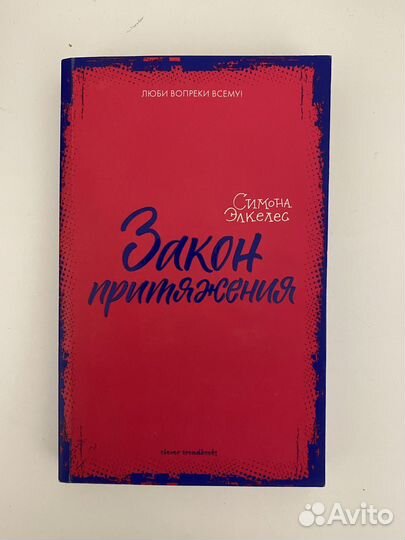 ЛЮБИ ВОПРЕКИ ВСЕМУ!
Симона
Элкелес
Закон
притяжения
clever trendbooks
Avito